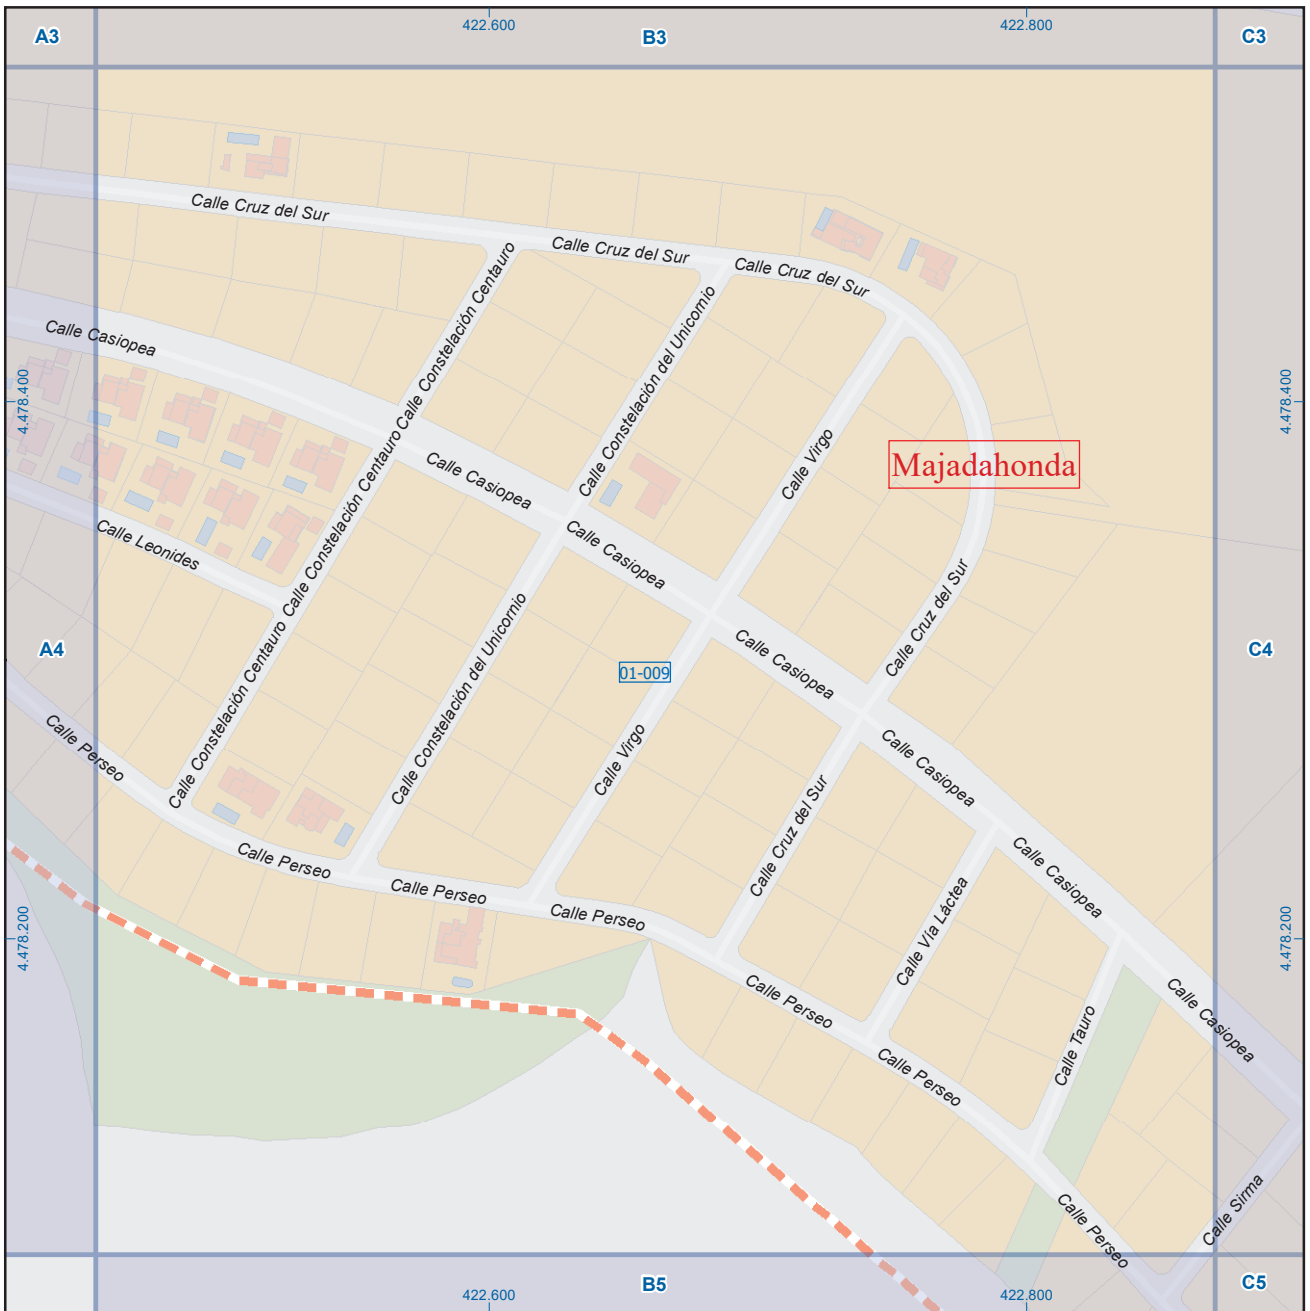 422.600
422.800
A3
B3
C3
Calle Cruz del Sur
Calle Cruz del Sur
Calle Cruz del Sur
Calle Constelación Centauro
Calle Constelación del Unicornio
Calle Casiopea
4.478.400
4.478.400
Calle Virgo
Majadahonda
Calle Casiopea
Calle Constelación Centauro
Calle Leonides
Calle Casiopea
Calle Cruz del Sur
Calle Constelación del Unicornio
A4
01-009
Calle Casiopea
C4
Calle Constelación Centauro
Calle Perseo
Calle Virgo
Calle Casiopea
Calle Cruz del Sur
Calle Perseo
Calle Perseo
Calle Perseo
Calle Casiopea
Calle Vía Láctea
4.478.200
4.478.200
Calle Perseo
Calle Casiopea
Calle Tauro
Calle Perseo
Calle Perseo
Calle Sirma
B5
C5
422.600
422.800